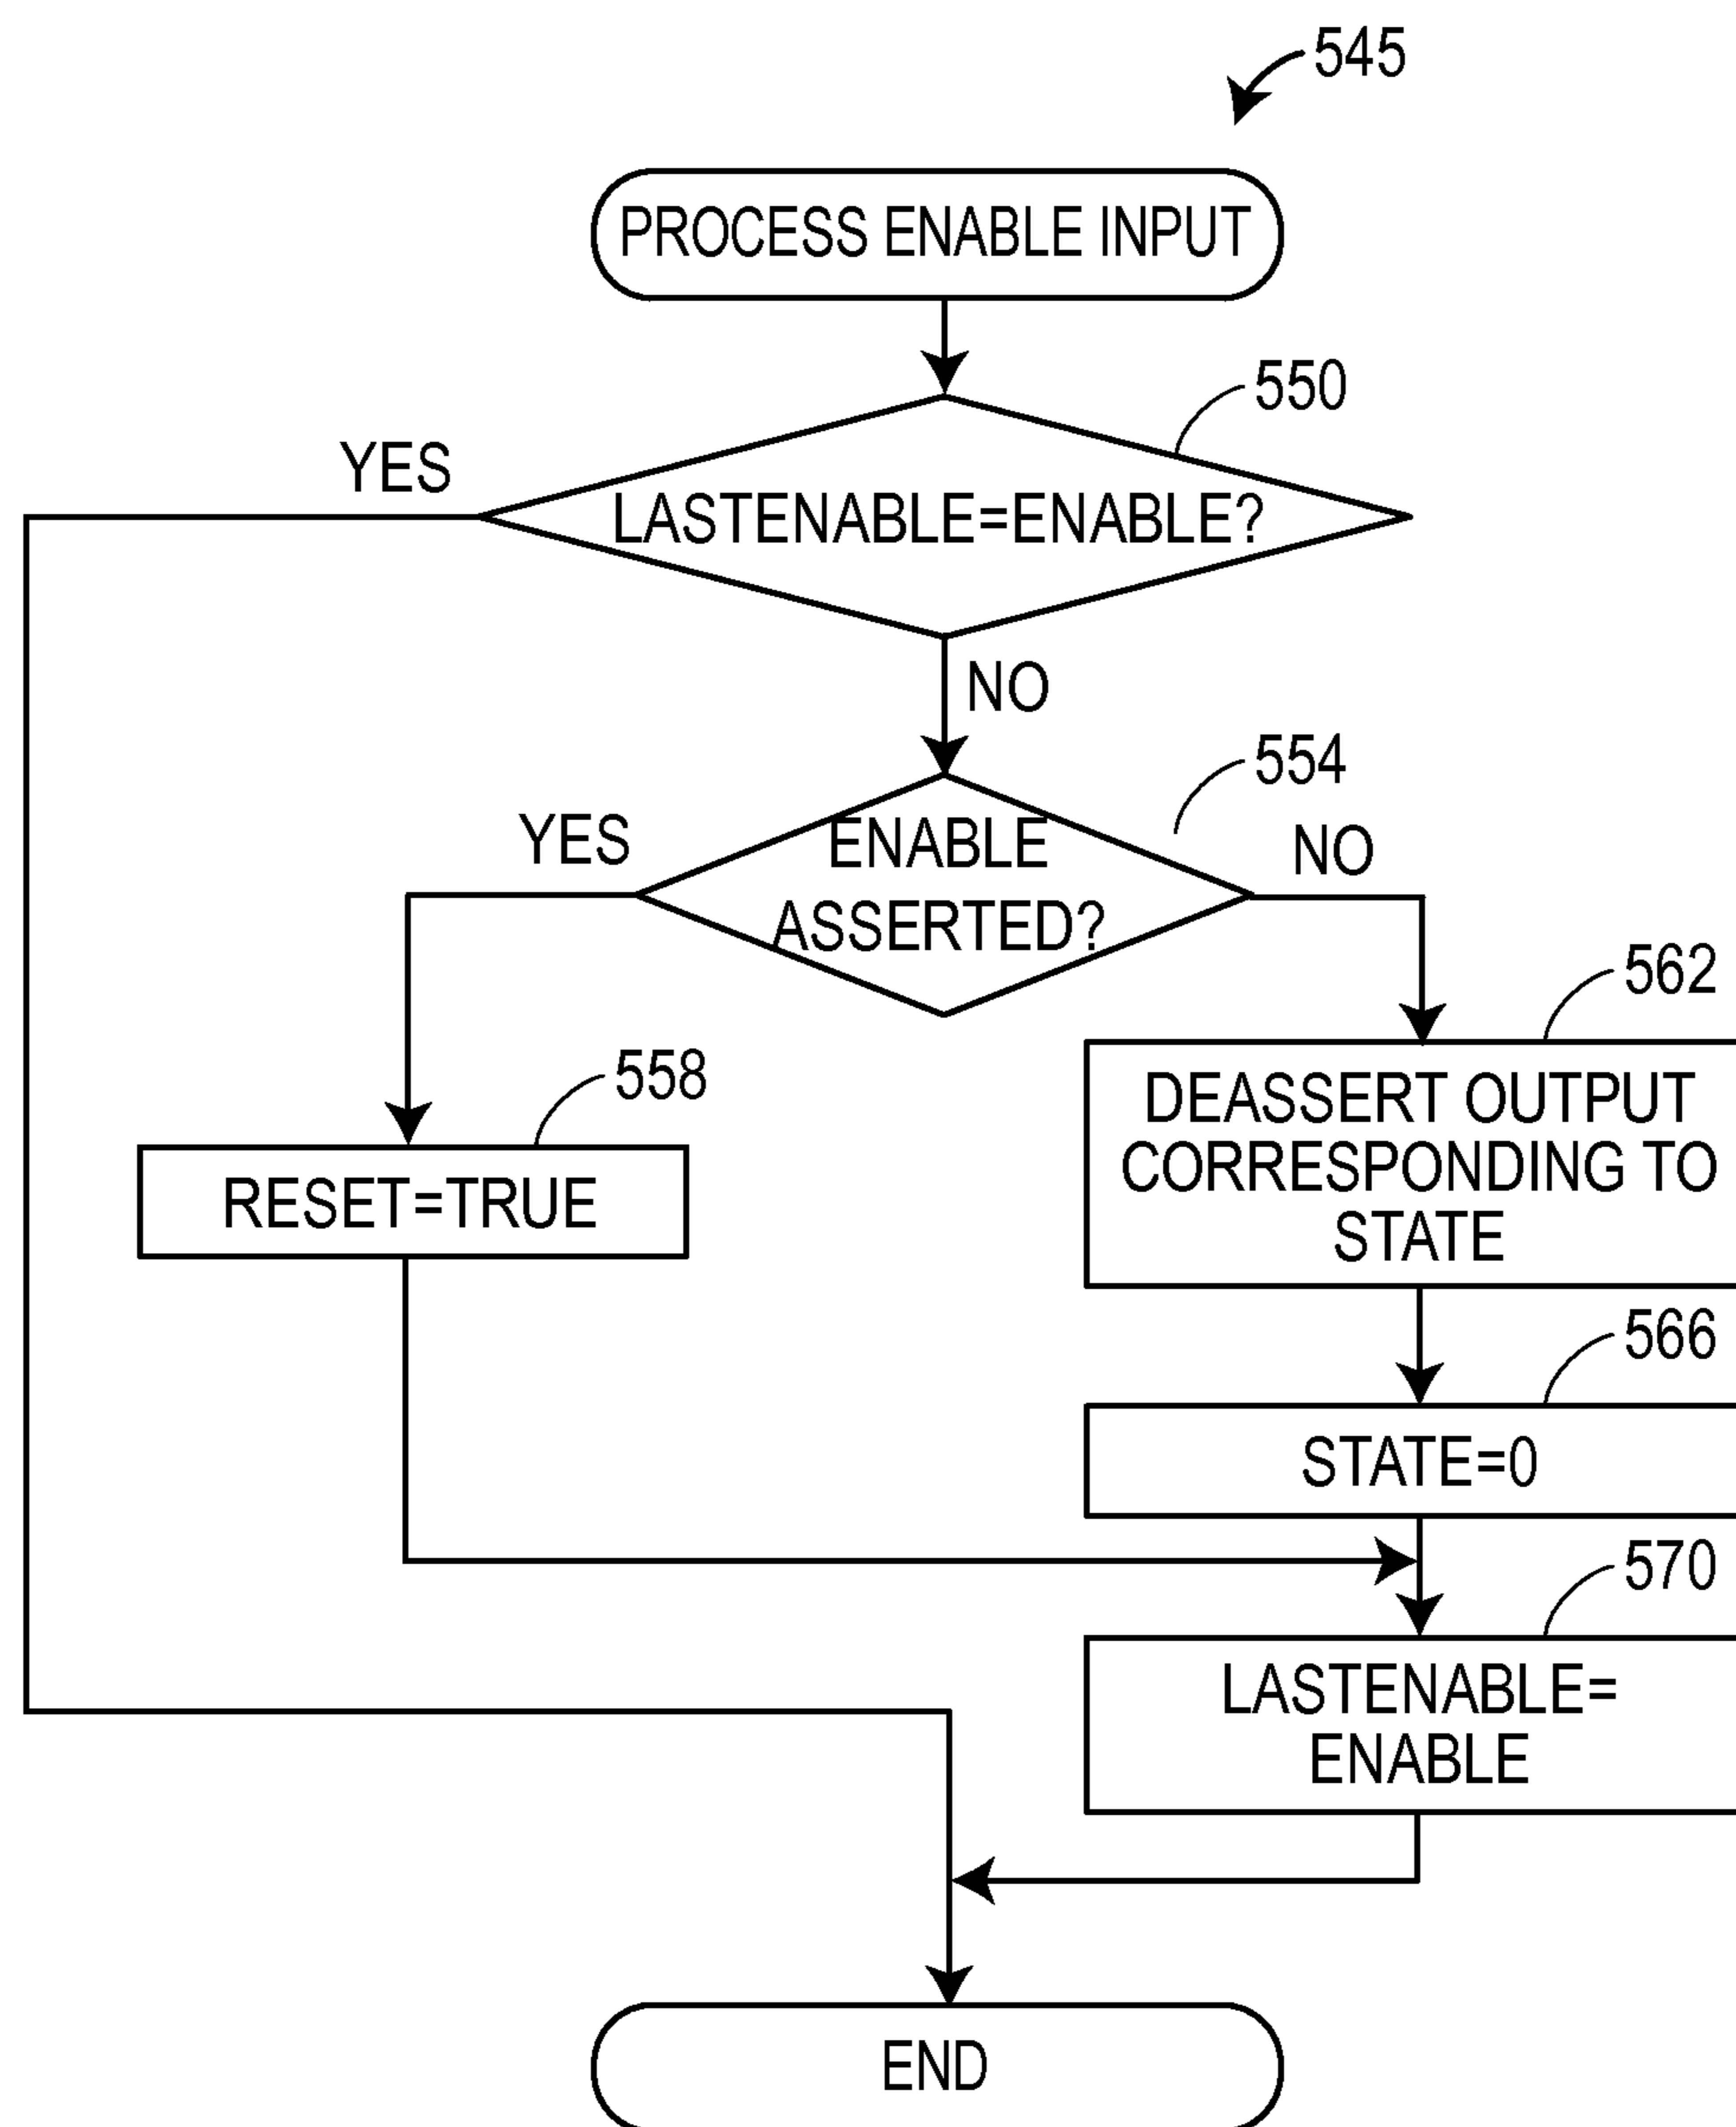 545
PROCESS ENABLE INPUT
550
YES
LASTENABLE=ENABLE?
NO
554
YES
ENABLE
ASSERTED?
NO
562
DEASSERT OUTPUT
CORRESPONDING TO
STATE
558
RESET=TRUE
566
STATE=0
570
LASTENABLE=
ENABLE
END